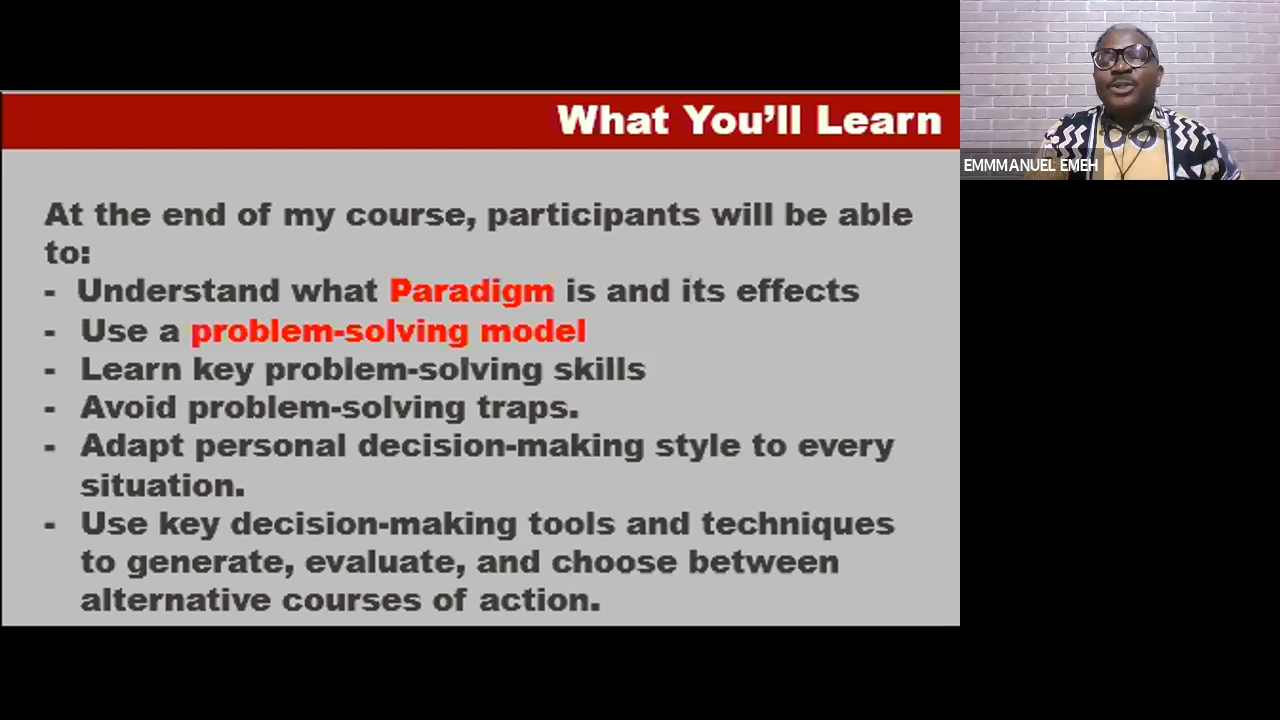 What You'll Learn
At the end of my course, participants will be able
to:
- Understand what Paradigm is and its effects
- Use a problem-solving model
- Learn key problem-solving skills
- Avoid problem-solving traps.
- Adapt personal decision-making style to every
situation.
- Use key decision-making tools and techniques
to generate, evaluate, and choose between
alternative courses of action.
EMMMANUEL EMEH